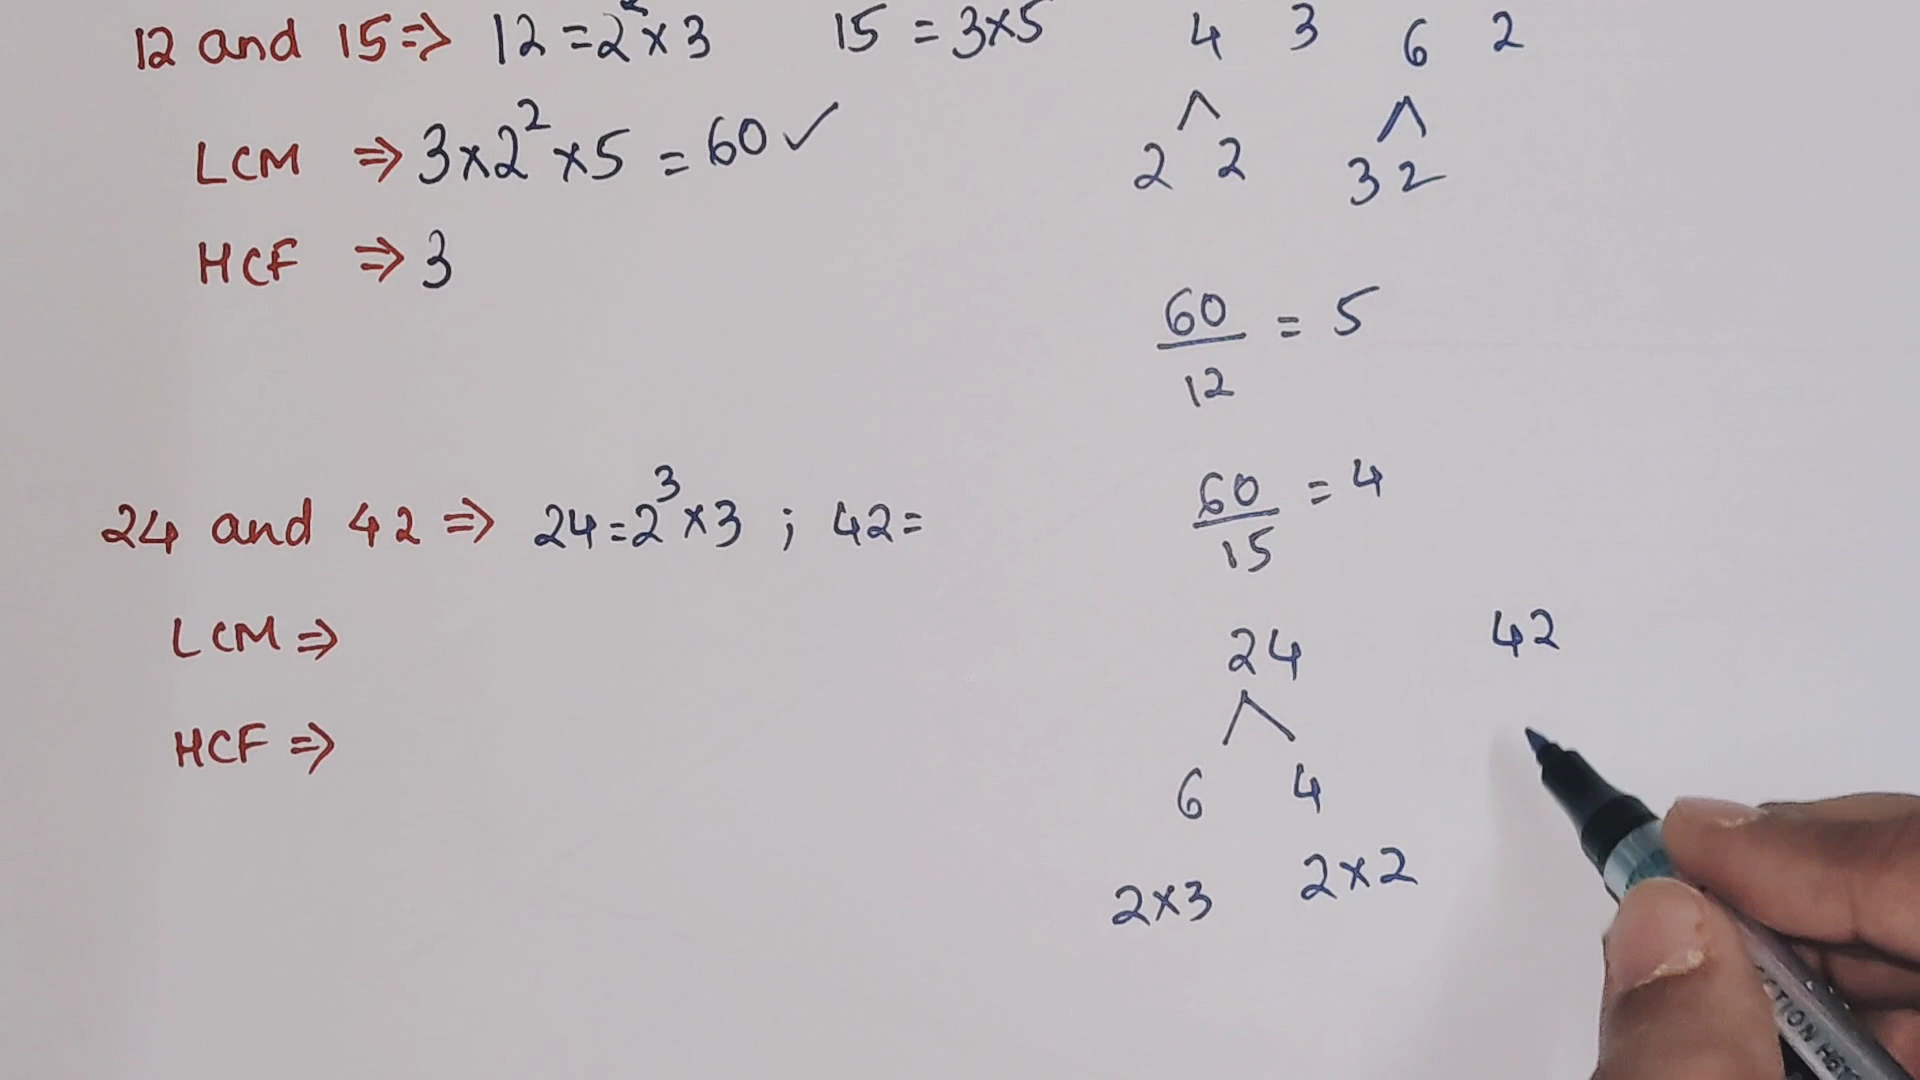 12 and 15 ⇒ 12 = 2² × 3 15 = 3×5
LCM ⇒ 3×2²×5 = 60 ✓
HCF ⇒ 3
24 and 42 ⇒ 24 = 2³ × 3 ; 42 =
LCM ⇒
HCF ⇒
4 3 6 2
2 2 3 2
60/12 = 5
60/15 = 4
24 42
6 4
2×3 2×2